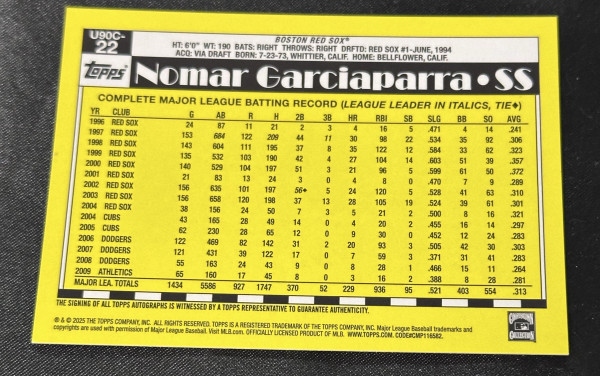 U90C-
22
BOSTON RED SOX®
HT: 6'0" WT: 190 BATS: RIGHT THROWS: RIGHT DRFTD: RED SOX #1-JUNE, 1994
ACQ: VIA DRAFT BORN: 7-23-73, WHITTIER, CALIF. HOME: BELLFLOWER, CALIF.
Topps Nomar Garciaparra • SS
COMPLETE MAJOR LEAGUE BATTING RECORD (LEAGUE LEADER IN ITALICS, TIE♦)
YR CLUB G AB R H 2B 3B HR RBI SB SLG BB SO AVG
1996 RED SOX 24 87 11 21 2 3 4 16 5 .471 4 14 .241
1997 RED SOX 153 684 122 209 44 11 30 98 22 .534 35 92 .306
1998 RED SOX 143 604 111 195 37 8 35 122 12 .584 33 62 .323
1999 RED SOX 135 532 103 190 42 4 27 104 14 .603 51 39 .357
2000 RED SOX 140 529 104 197 51 3 21 96 5 .599 61 50 .372
2001 RED SOX 21 83 13 24 3 0 4 8 0 .470 7 9 .289
2002 RED SOX 156 635 101 197 56♦ 5 24 120 5 .528 41 63 .310
2003 RED SOX 156 658 120 198 37 13 28 105 19 .524 39 61 .301
2004 RED SOX 38 156 24 50 7 3 5 21 2 .500 8 16 .321
2004 CUBS 43 165 28 49 14 0 4 20 2 .455 16 14 .297
2005 CUBS 62 230 28 65 12 0 9 30 0 .452 12 24 .283
2006 DODGERS 122 469 82 142 31 2 20 93 3 .505 42 30 .303
2007 DODGERS 121 431 39 122 17 0 7 59 3 .371 31 41 .283
2008 DODGERS 55 163 24 43 9 0 8 28 1 .466 15 11 .264
2009 ATHLETICS 65 160 17 45 8 0 3 16 2 .388 8 28 .281
MAJOR LEA. TOTALS 1434 5586 927 1747 370 52 229 936 95 .521 403 554 .313
THE SIGNING OF ALL TOPPS AUTOGRAPHS IS WITNESSED BY A TOPPS REPRESENTATIVE TO GUARANTEE AUTHENTICITY.
® & © 2025 THE TOPPS COMPANY, INC. ALL RIGHTS RESERVED. TOPPS IS A REGISTERED TRADEMARK OF THE TOPPS COMPANY, INC. Major League Baseball trademarks and
copyrights are used with permission of Major League Baseball. Visit MLB.com. OFFICIALLY LICENSED PRODUCT OF MLB. WWW.TOPPS.COM. CODE#CMP116582.
COOPERSTOWN
COLLECTION